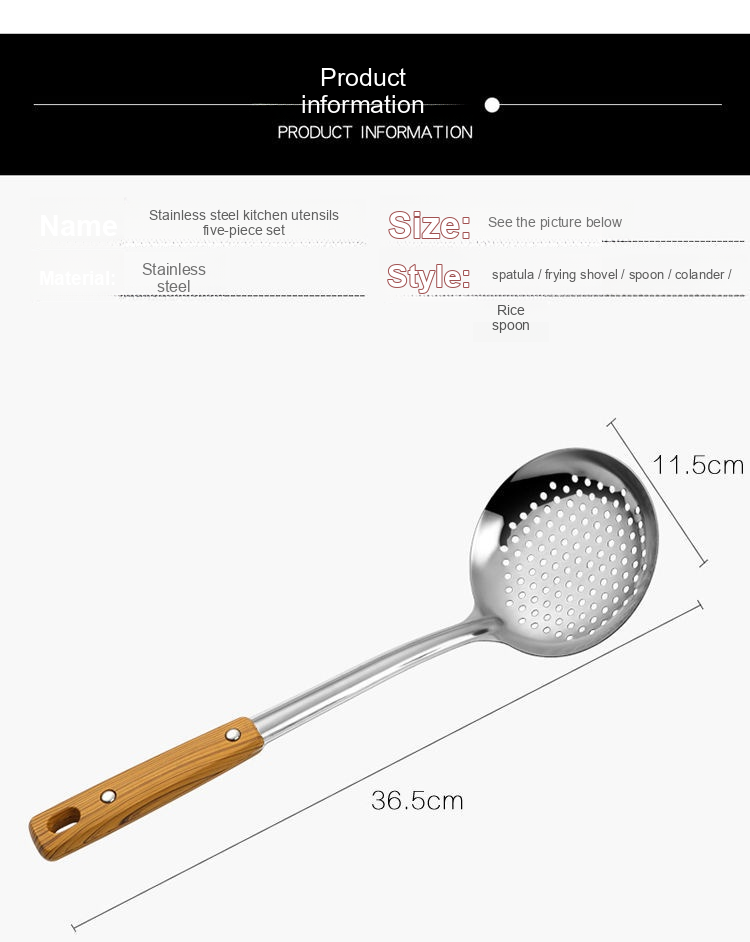 Product
information
PRODUCT INFORMATION
Name
Stainless steel kitchen utensils
five-piece set
Size:
See the picture below
Material:
Stainless
steel
Style:
spatula / frying shovel / spoon / colander /
Rice
spoon
11.5cm
36.5cm